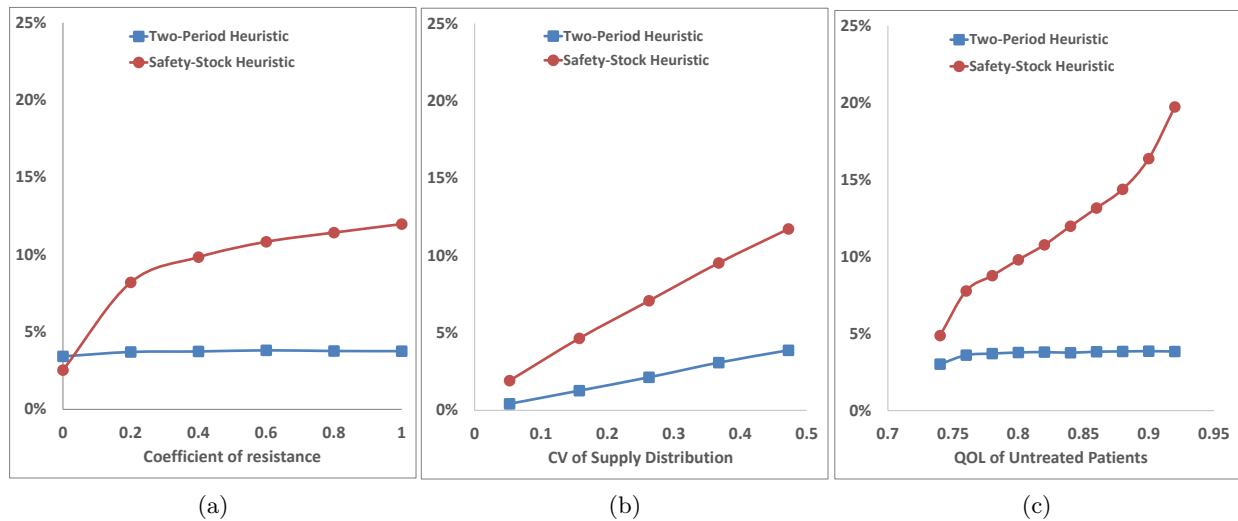 25%
20%
15%
10%
5%
0%
Two-Period Heuristic
Safety-Stock Heuristic
0 0.2 0.4 0.6 0.8 1
Coefficient of resistance
(a)
25%
20%
15%
10%
5%
0%
Two-Period Heuristic
Safety-Stock Heuristic
0 0.1 0.2 0.3 0.4 0.5
CV of Supply Distribution
(b)
25%
20%
15%
10%
5%
0%
Two-Period Heuristic
Safety-Stock Heuristic
0.7 0.75 0.8 0.85 0.9 0.95
QOL of Untreated Patients
(c)